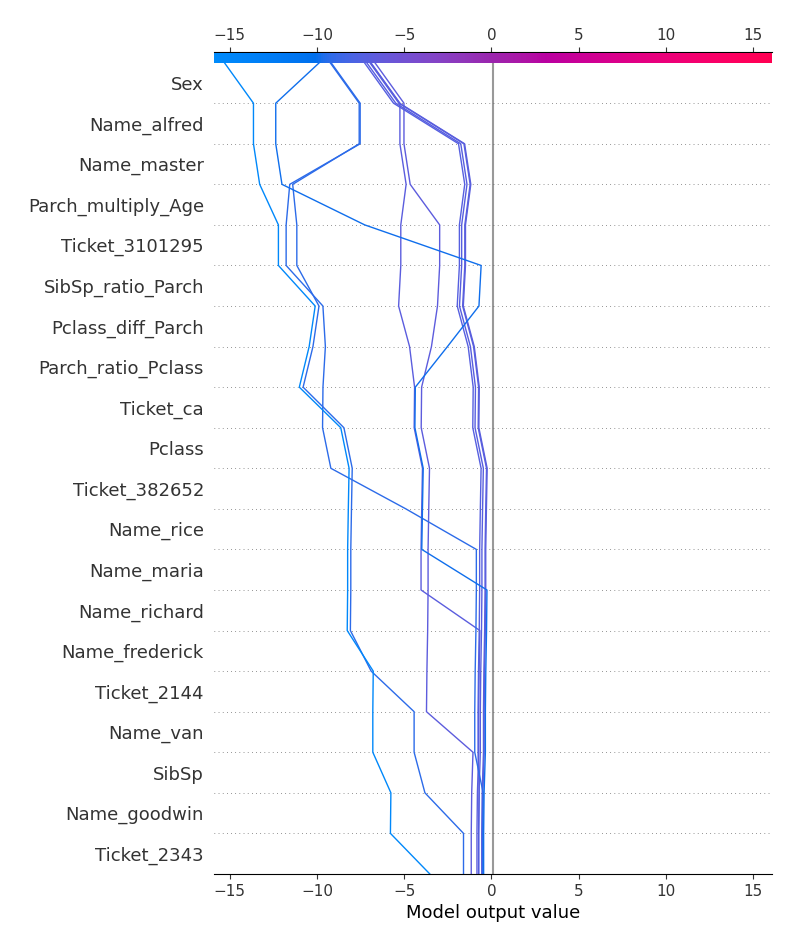 −15 −10 −5 0 5 10 15
Sex
Name_alfred
Name_master
Parch_multiply_Age
Ticket_3101295
SibSp_ratio_Parch
Pclass_diff_Parch
Parch_ratio_Pclass
Ticket_ca
Pclass
Ticket_382652
Name_rice
Name_maria
Name_richard
Name_frederick
Ticket_2144
Name_van
SibSp
Name_goodwin
Ticket_2343
−15 −10 −5 0 5 10 15
Model output value